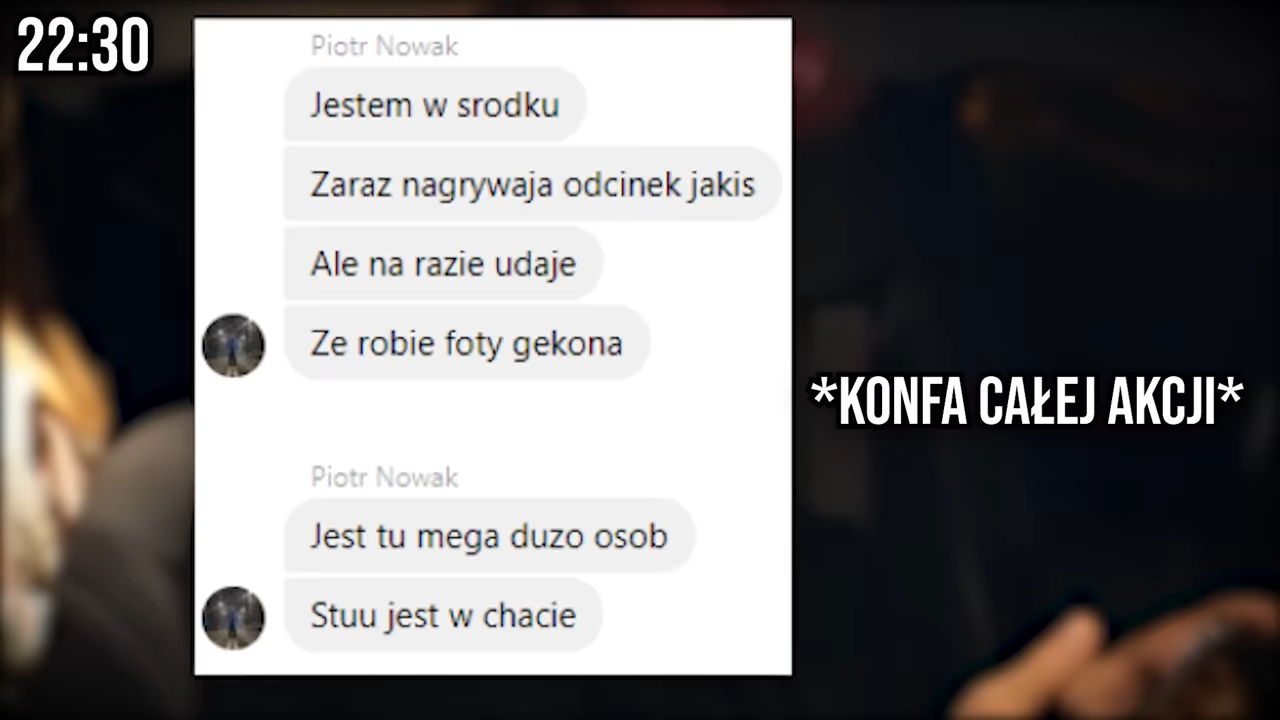 22:30
Piotr Nowak
Jestem w srodku
Zaraz nagrywaja odcinek jakis
Ale na razie udaje
Ze robie foty gekona
*KONFA CAŁEJ AKCJI*
Piotr Nowak
Jest tu mega duzo osob
Stuu jest w chacie